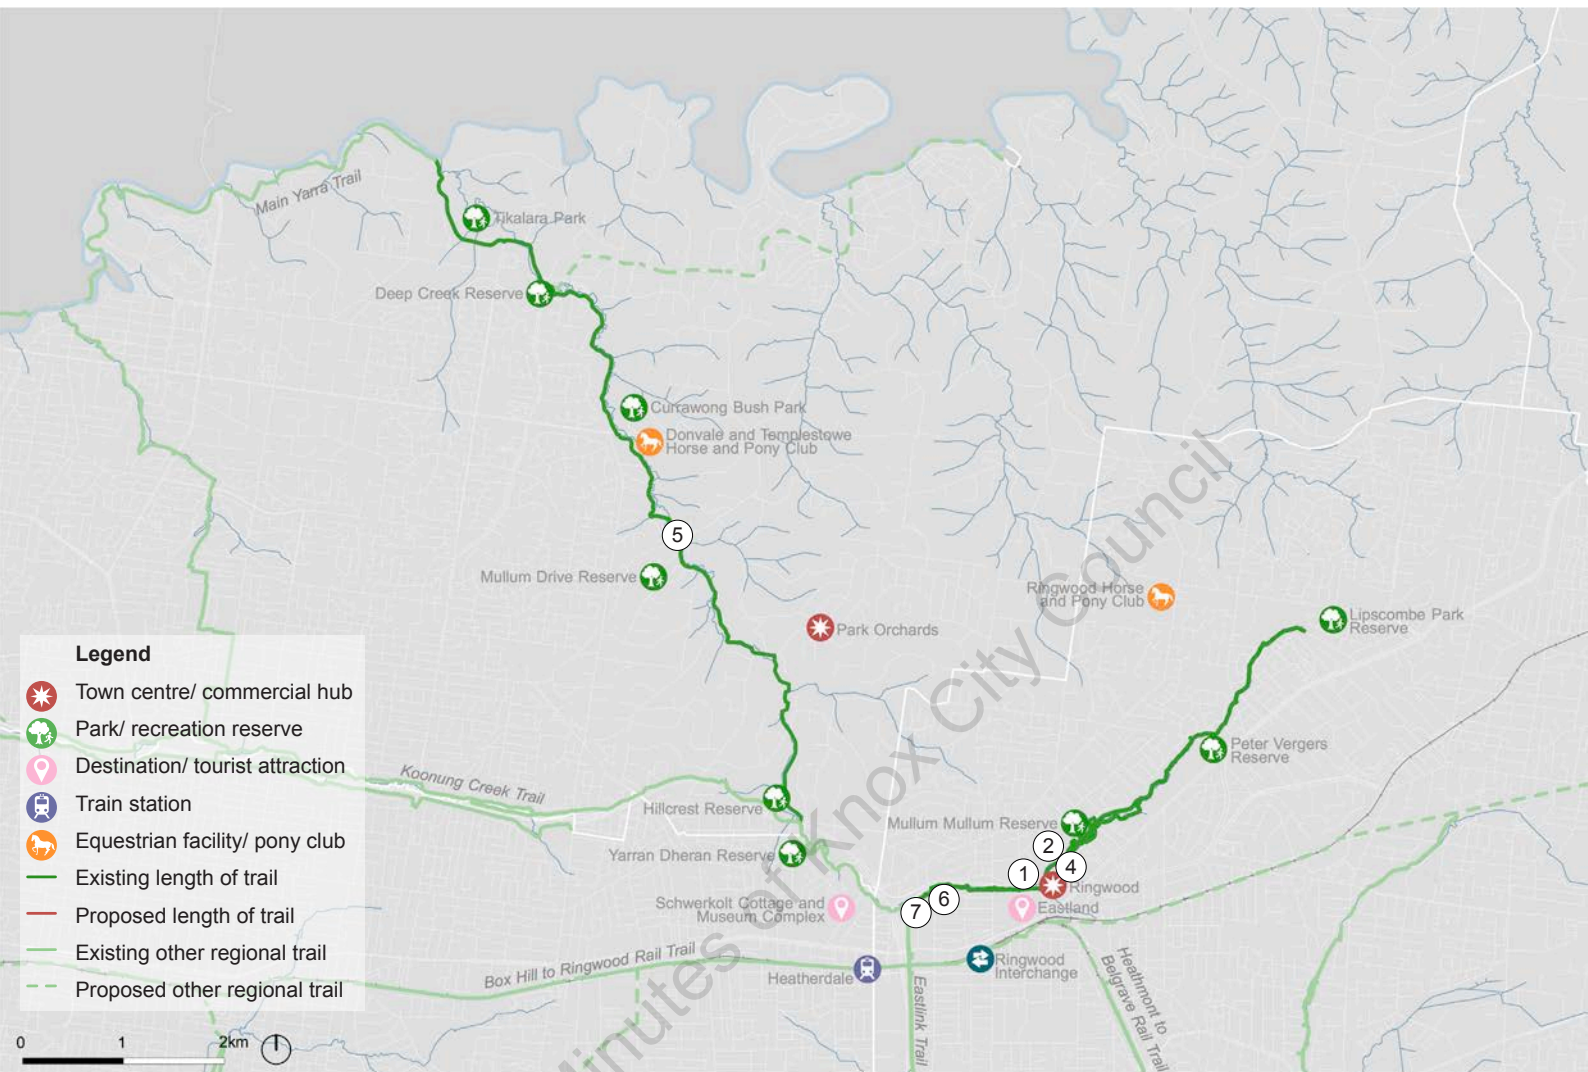 Main Yarra Trail
Tikalara Park
Deep Creek Reserve
Currawong Bush Park
Donvale and Templestowe
Horse and Pony Club
5
Mullum Drive Reserve
Park Orchards
Ringwood Horse
and Pony Club
Lipscombe Park
Reserve
Peter Vergers
Reserve
Koonung Creek Trail
Hillcrest Reserve
Mullum Mullum Reserve
2
Yarran Dheran Reserve
4
1
Ringwood
Schwerkolt Cottage and
Museum Complex
6
7
Eastland
Box Hill to Ringwood Rail Trail
Heatherdale
Ringwood
Interchange
Eastlink Trail
Heathmont to
Belgrave Rail Trail
Legend
Town centre/ commercial hub
Park/ recreation reserve
Destination/ tourist attraction
Train station
Equestrian facility/ pony club
Existing length of trail
Proposed length of trail
Existing other regional trail
Proposed other regional trail
0 1 2km
Minutes of Knox City Council